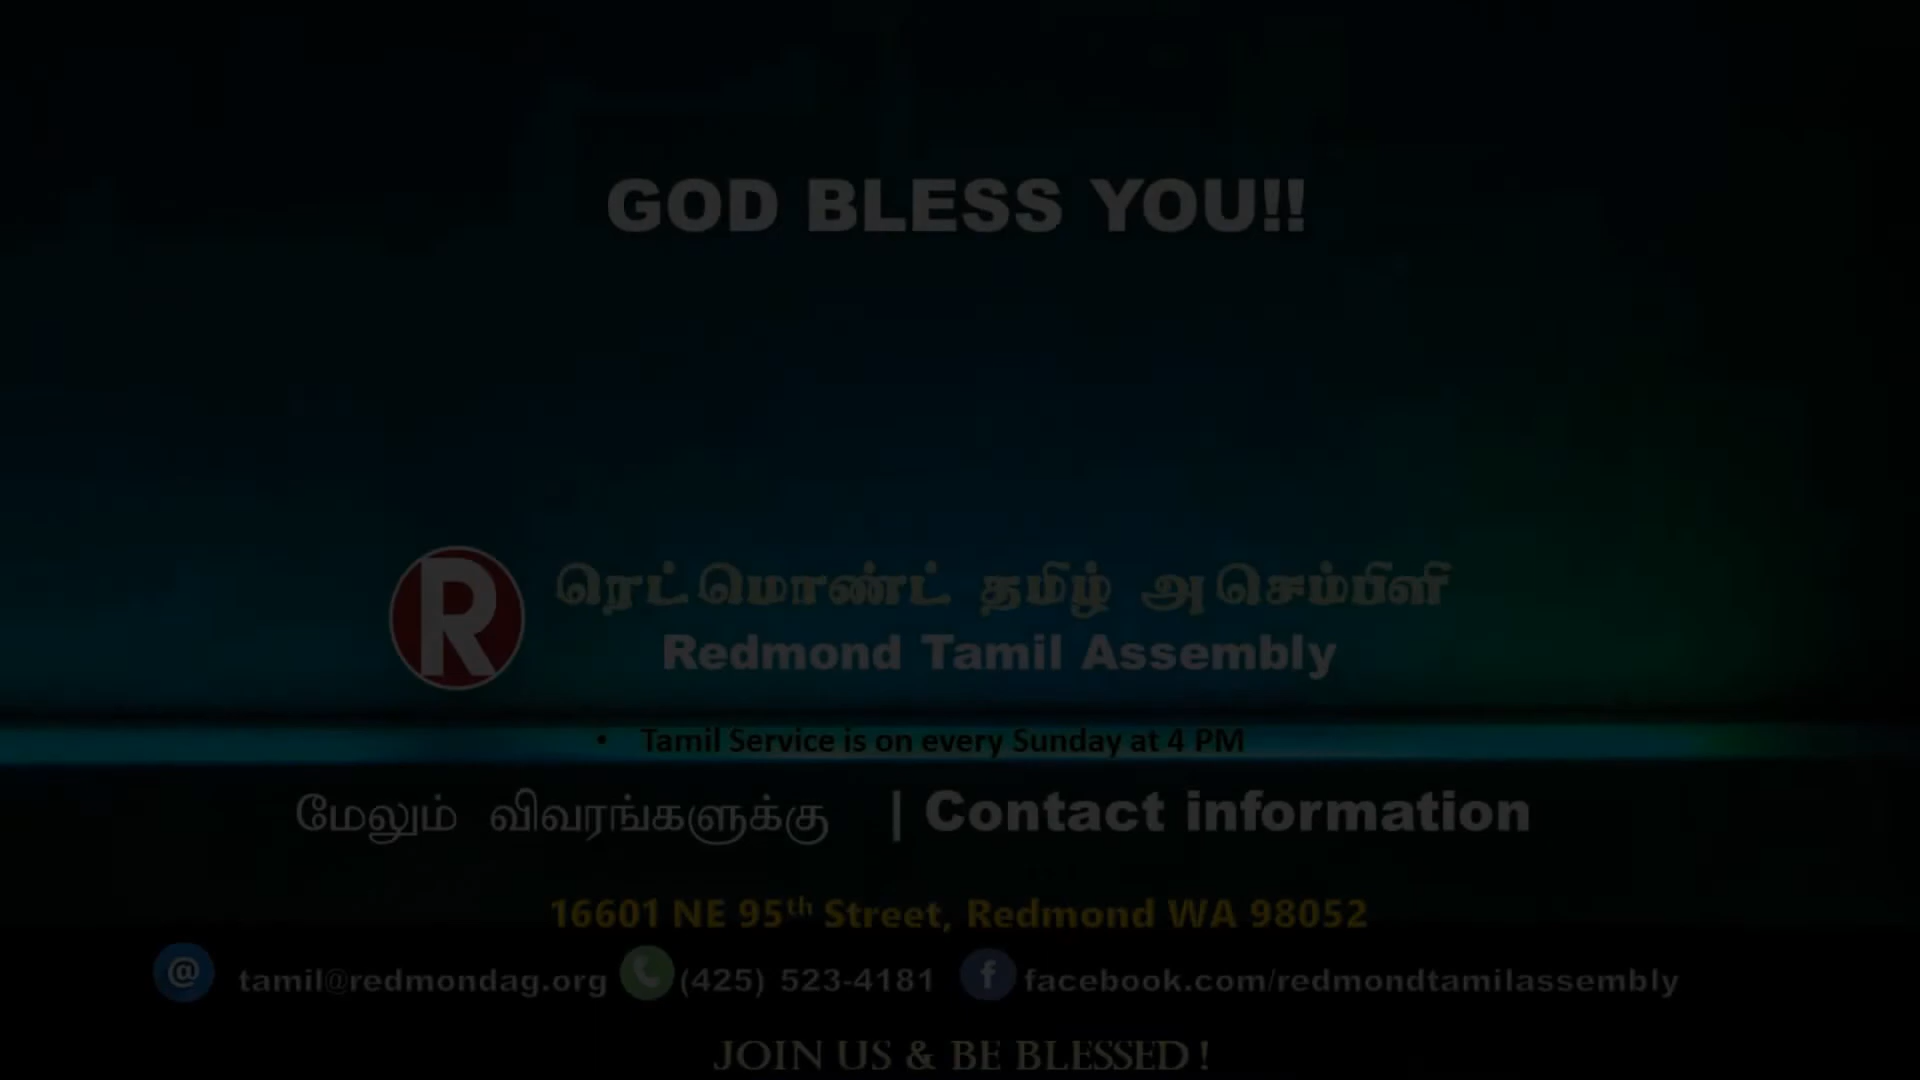 GOD BLESS YOU!!
R
ரெட்மொண்ட் தமிழ் அசெம்பிளி
Redmond Tamil Assembly
• Tamil Service is on every Sunday at 4 PM
மேலும் விவரங்களுக்கு | Contact information
16601 NE 95th Street, Redmond WA 98052
@ tamil@redmondag.org (425) 523-4181 f facebook.com/redmondtamilassembly
JOIN US & BE BLESSED!